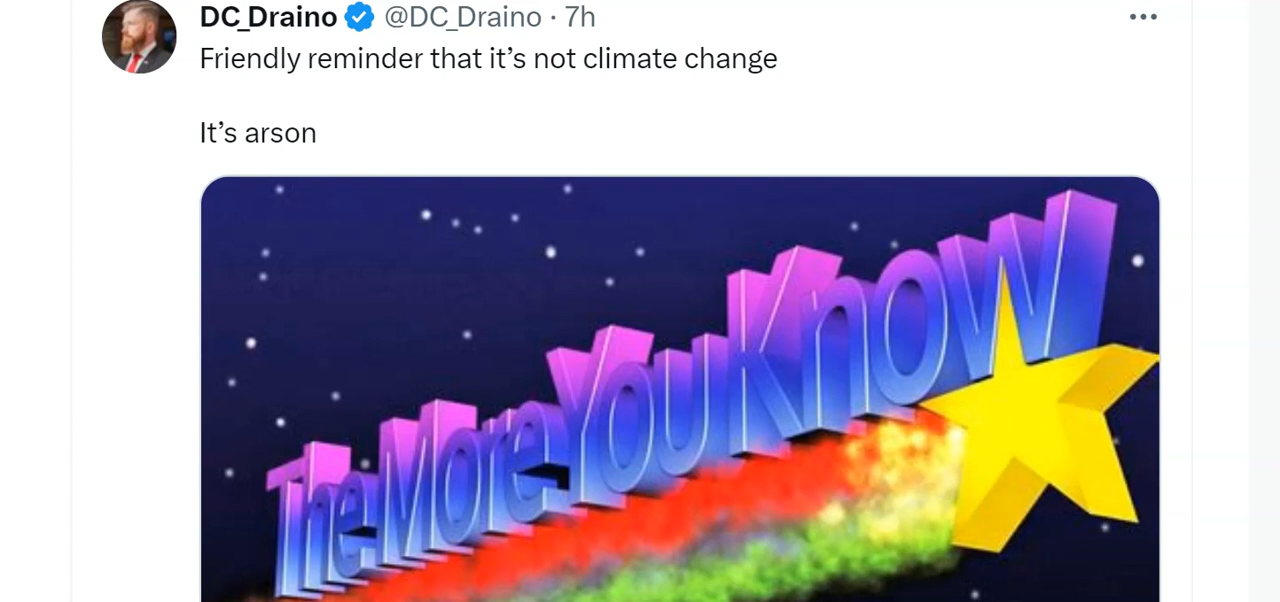 DC_Draino @DC_Draino · 7h
Friendly reminder that it’s not climate change
It’s arson
The More You Know